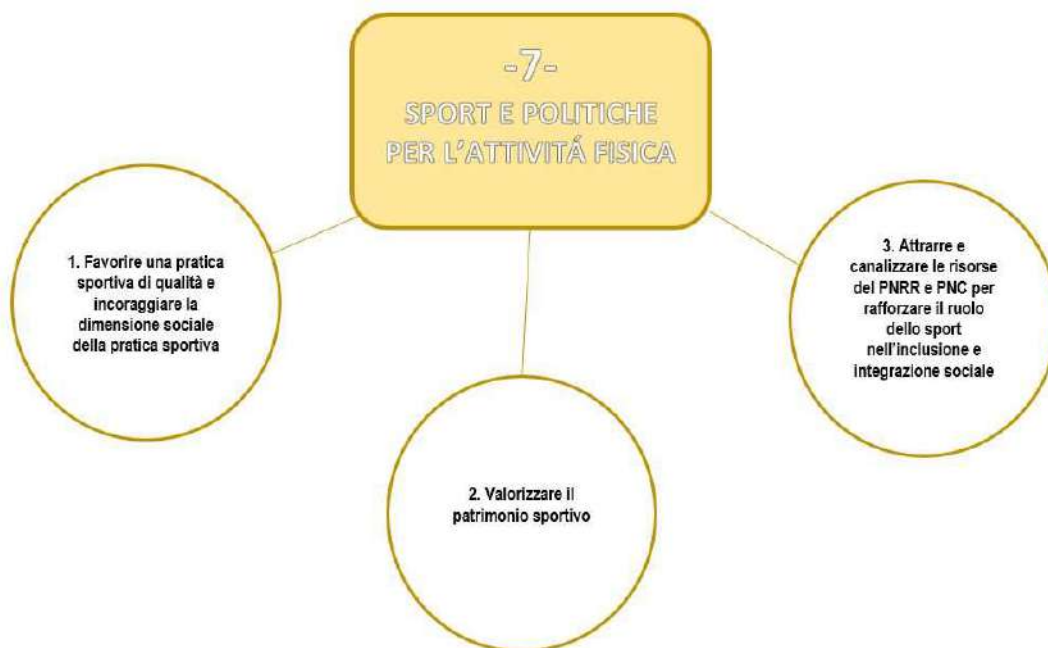 -7-
SPORT E POLITICHE
PER L'ATTIVITÁ FISICA
1. Favorire una pratica
sportiva di qualità e
incoraggiare la
dimensione sociale
della pratica sportiva
2. Valorizzare il
patrimonio sportivo
3. Attrarre e
canalizzare le risorse
del PNRR e PNC per
rafforzare il ruolo
dello sport
nell'inclusione e
integrazione sociale